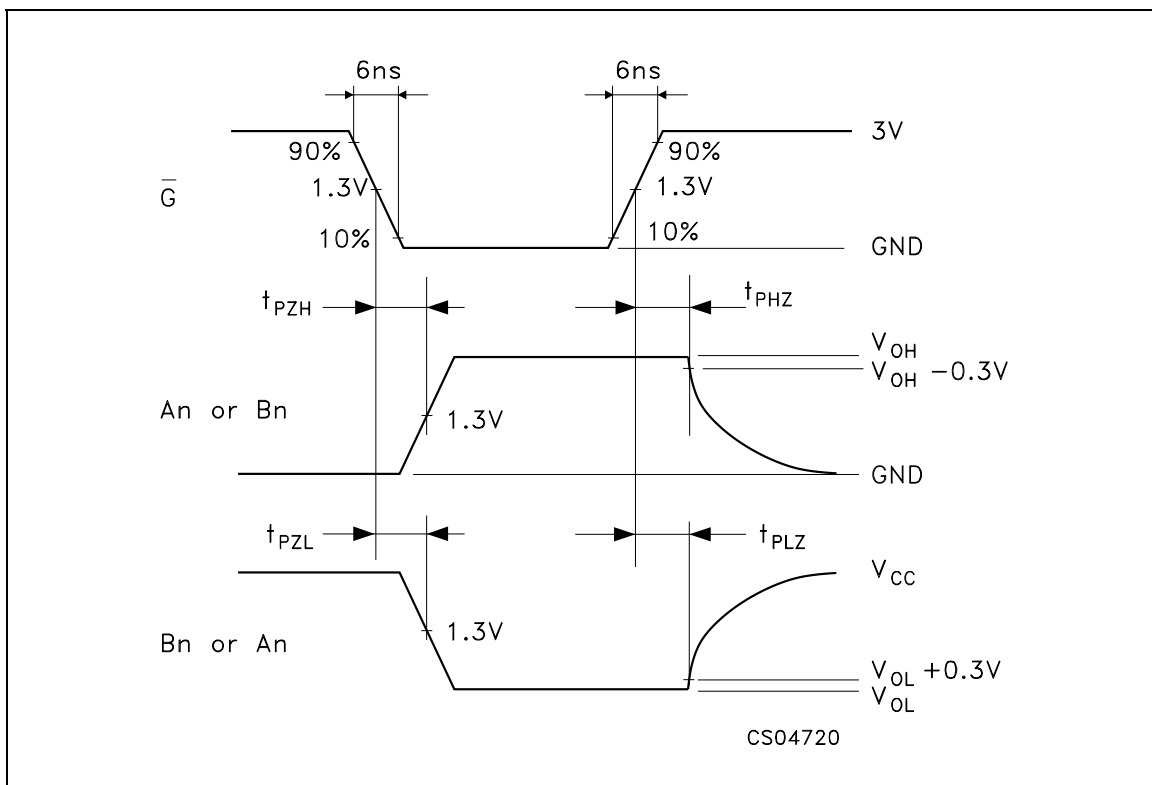 6ns 6ns
3V
90% 90%
G̅ 1.3V 1.3V
10% 10%
GND
tPZH tPHZ
VOH
VOH −0.3V
An or Bn 1.3V
GND
tPZL tPLZ
VCC
Bn or An 1.3V
VOL +0.3V
VOL
CS04720